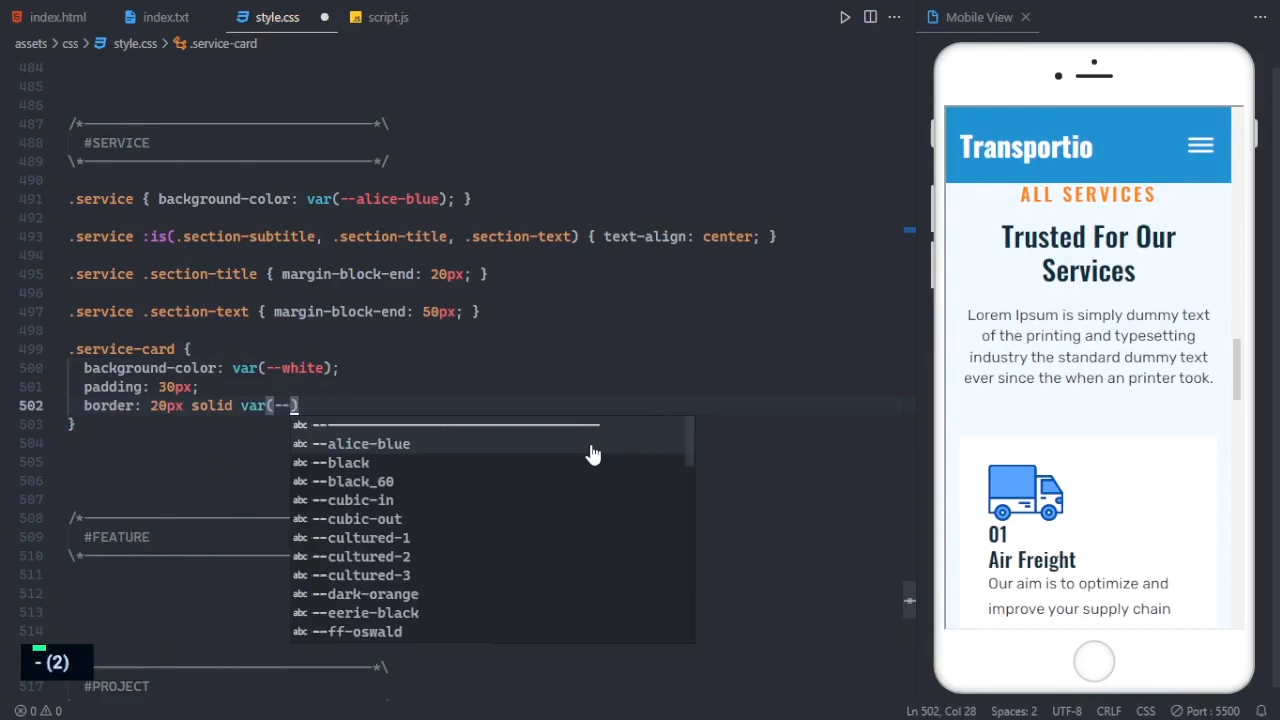 index.html
index.txt
style.css
script.js
Mobile View
assets > css > style.css > .service-card
484
485
486
487 /*——————————————————————————————————————*\
488 #SERVICE
489 \*——————————————————————————————————————*/
490
491 .service { background-color: var(--alice-blue); }
492
493 .service :is(.section-subtitle, .section-title, .section-text) { text-align: center; }
494
495 .service .section-title { margin-block-end: 20px; }
496
497 .service .section-text { margin-block-end: 50px; }
498
499 .service-card {
500 background-color: var(--white);
501 padding: 30px;
502 border: 20px solid var(--)
503 }
504
505
506
507
508 /*——————————————————————————
509 #FEATURE
510 \*——————————————————————————
511
512
513
514
——————————————————————————————————————*\
517 #PROJECT
abc --——————————————————————————————————————
abc --alice-blue
abc --black
abc --black_60
abc --cubic-in
abc --cubic-out
abc --cultured-1
abc --cultured-2
abc --cultured-3
abc --dark-orange
abc --eerie-black
abc --ff-oswald
- (2)
Transportio
ALL SERVICES
Trusted For Our
Services
Lorem Ipsum is simply dummy text
of the printing and typesetting
industry the standard dummy text
ever since the when an printer took.
01
Air Freight
Our aim is to optimize and
improve your supply chain
0 0
Ln 502, Col 28 Spaces: 2 UTF-8 CRLF CSS Port : 5500